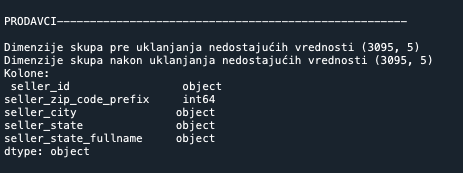 PRODAVCI-----------------------------------------------------
Dimenzije skupa pre uklanjanja nedostajućih vrednosti (3095, 5)
Dimenzije skupa nakon uklanjanja nedostajućih vrednosti (3095, 5)
Kolone:
seller_id                 object
seller_zip_code_prefix     int64
seller_city               object
seller_state              object
seller_state_fullname     object
dtype: object